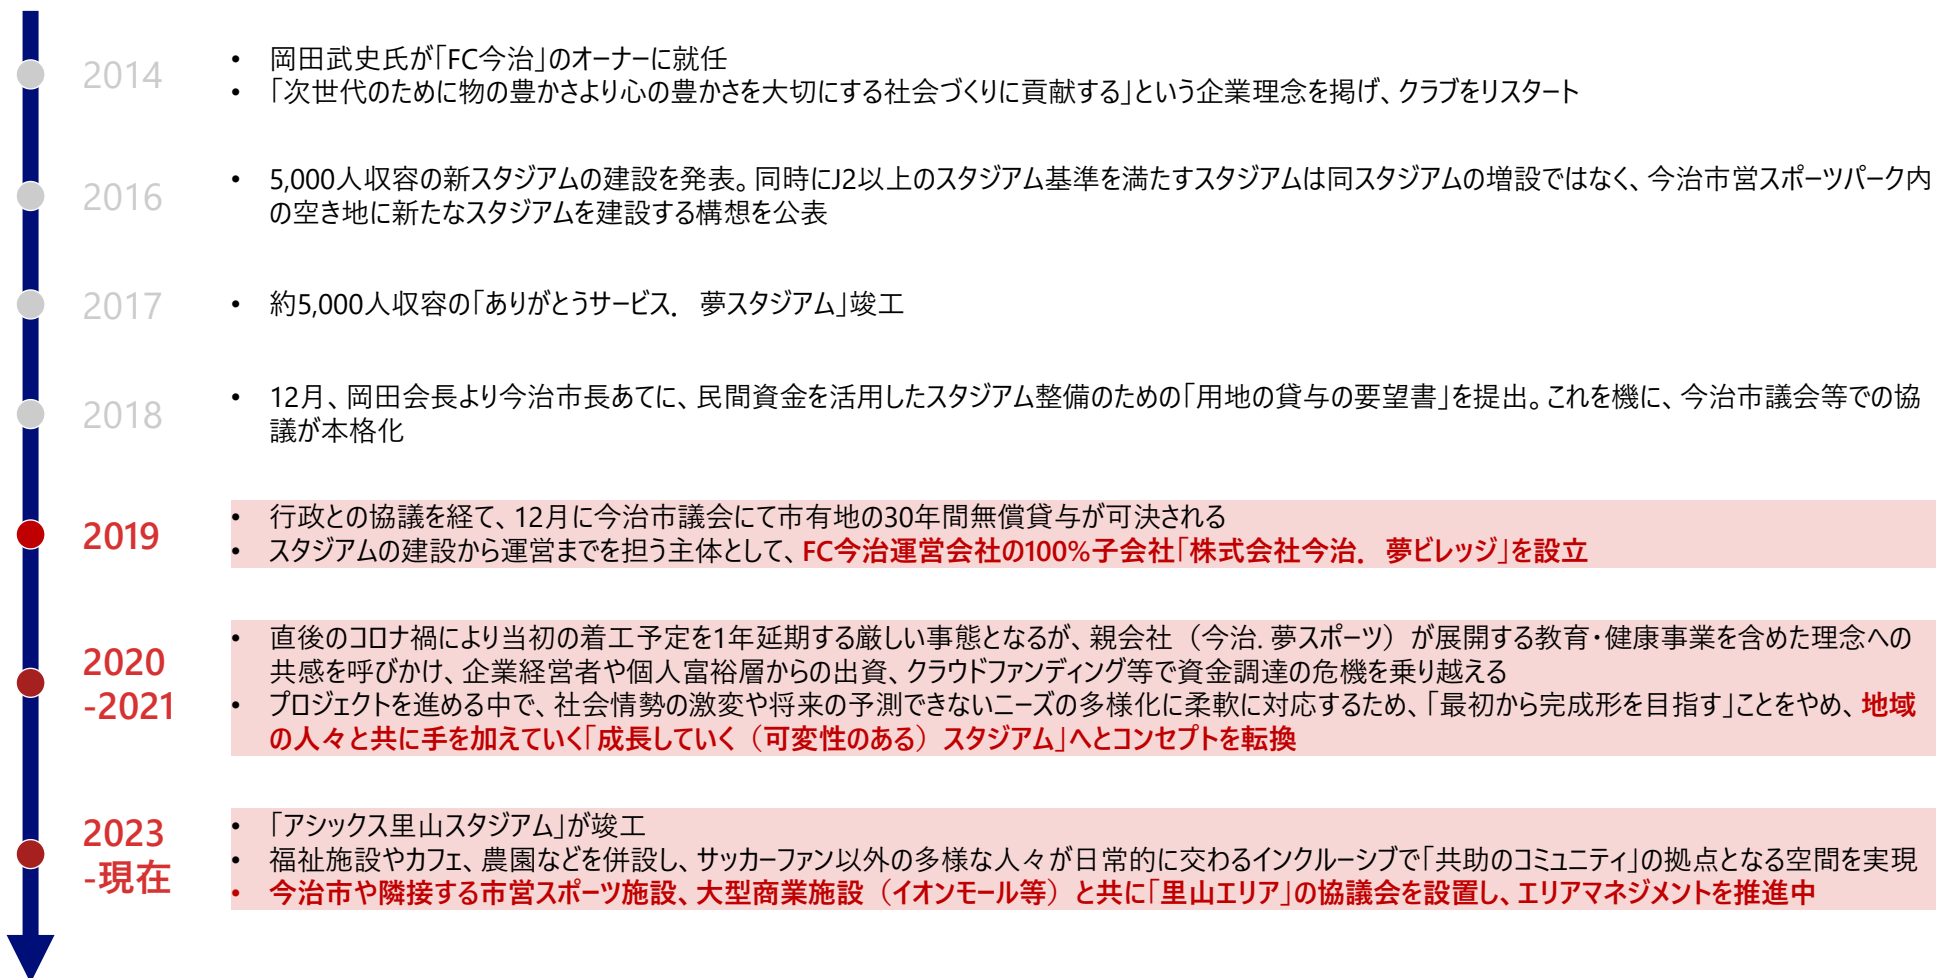 2014
• 岡田武史氏が「FC今治」のオーナーに就任
• 「次世代のために物の豊かさより心の豊かさを大切にする社会づくりに貢献する」という企業理念を掲げ、クラブをリスタート
2016
• 5,000人収容の新スタジアムの建設を発表。同時にJ2以上のスタジアム基準を満たすスタジアムは同スタジアムの増設ではなく、今治市営スポーツパーク内
の空き地に新たなスタジアムを建設する構想を公表
2017
• 約5,000人収容の「ありがとうサービス．夢スタジアム」竣工
2018
• 12月、岡田会長より今治市長あてに、民間資金を活用したスタジアム整備のための「用地の貸与の要望書」を提出。これを機に、今治市議会等での協
議が本格化
2019
• 行政との協議を経て、12月に今治市議会にて市有地の30年間無償貸与が可決される
• スタジアムの建設から運営までを担う主体として、FC今治運営会社の100%子会社「株式会社今治．夢ビレッジ」を設立
2020
-2021
• 直後のコロナ禍により当初の着工予定を1年延期する厳しい事態となるが、親会社（今治.夢スポーツ）が展開する教育・健康事業を含めた理念への
共感を呼びかけ、企業経営者や個人富裕層からの出資、クラウドファンディング等で資金調達の危機を乗り越える
• プロジェクトを進める中で、社会情勢の激変や将来の予測できないニーズの多様化に柔軟に対応するため、「最初から完成形を目指す」ことをやめ、地域
の人々と共に手を加えていく「成長していく（可変性のある）スタジアム」へとコンセプトを転換
2023
-現在
• 「アシックス里山スタジアム」が竣工
• 福祉施設やカフェ、農園などを併設し、サッカーファン以外の多様な人々が日常的に交わるインクルーシブで「共助のコミュニティ」の拠点となる空間を実現
• 今治市や隣接する市営スポーツ施設、大型商業施設（イオンモール等）と共に「里山エリア」の協議会を設置し、エリアマネジメントを推進中